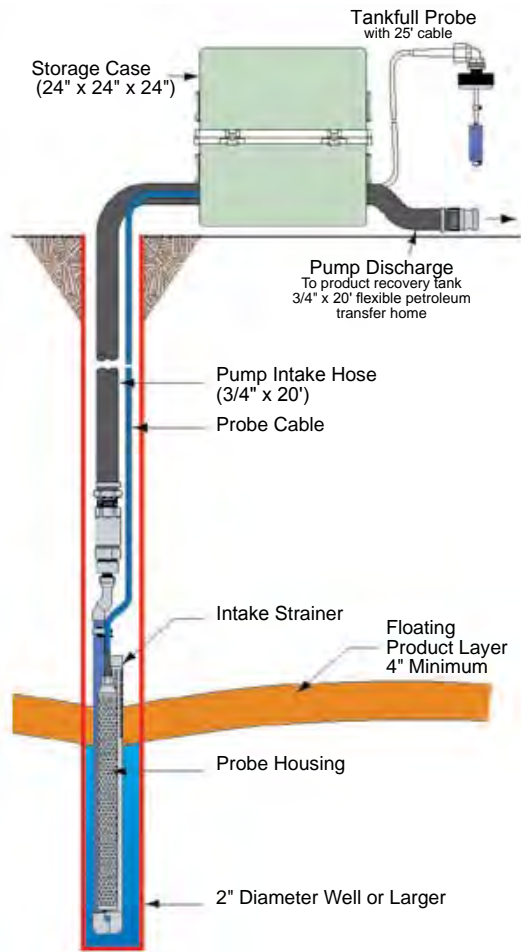 Tankfull Probe
with 25' cable
Storage Case
(24" x 24" x 24")
Pump Discharge
To product recovery tank
3/4" x 20' flexible petroleum
transfer home
Pump Intake Hose
(3/4" x 20')
Probe Cable
Intake Strainer
Floating
Product Layer
4" Minimum
Probe Housing
2" Diameter Well or Larger